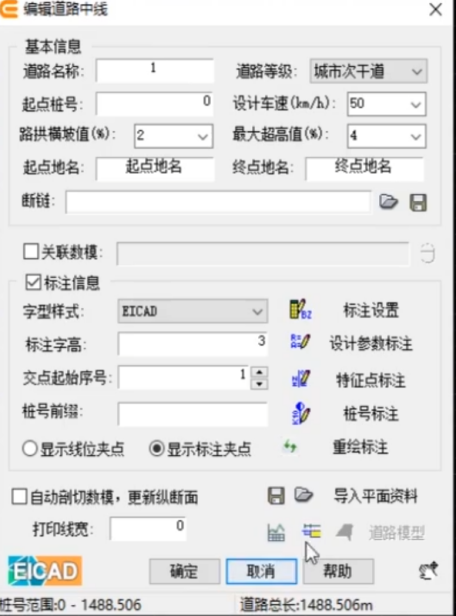 编辑道路中线
基本信息
道路名称: 1 道路等级: 城市次干道
起点桩号: 0 设计车速(km/h): 50
路拱横坡值(%): 2 最大超高值(%): 4
起点地名: 起点地名 终点地名: 终点地名
断链:
关联数模:
标注信息
字型样式: EICAD 标注设置
标注字高: 3 设计参数标注
交点起始序号: 1 特征点标注
桩号前缀: 桩号标注
显示线位夹点 显示标注夹点 重绘标注
自动剖切数模，更新纵断面 导入平面资料
打印线宽: 0 道路模型
EICAD 确定 取消 帮助
桩号范围:0 - 1488.506 道路总长:1488.506m